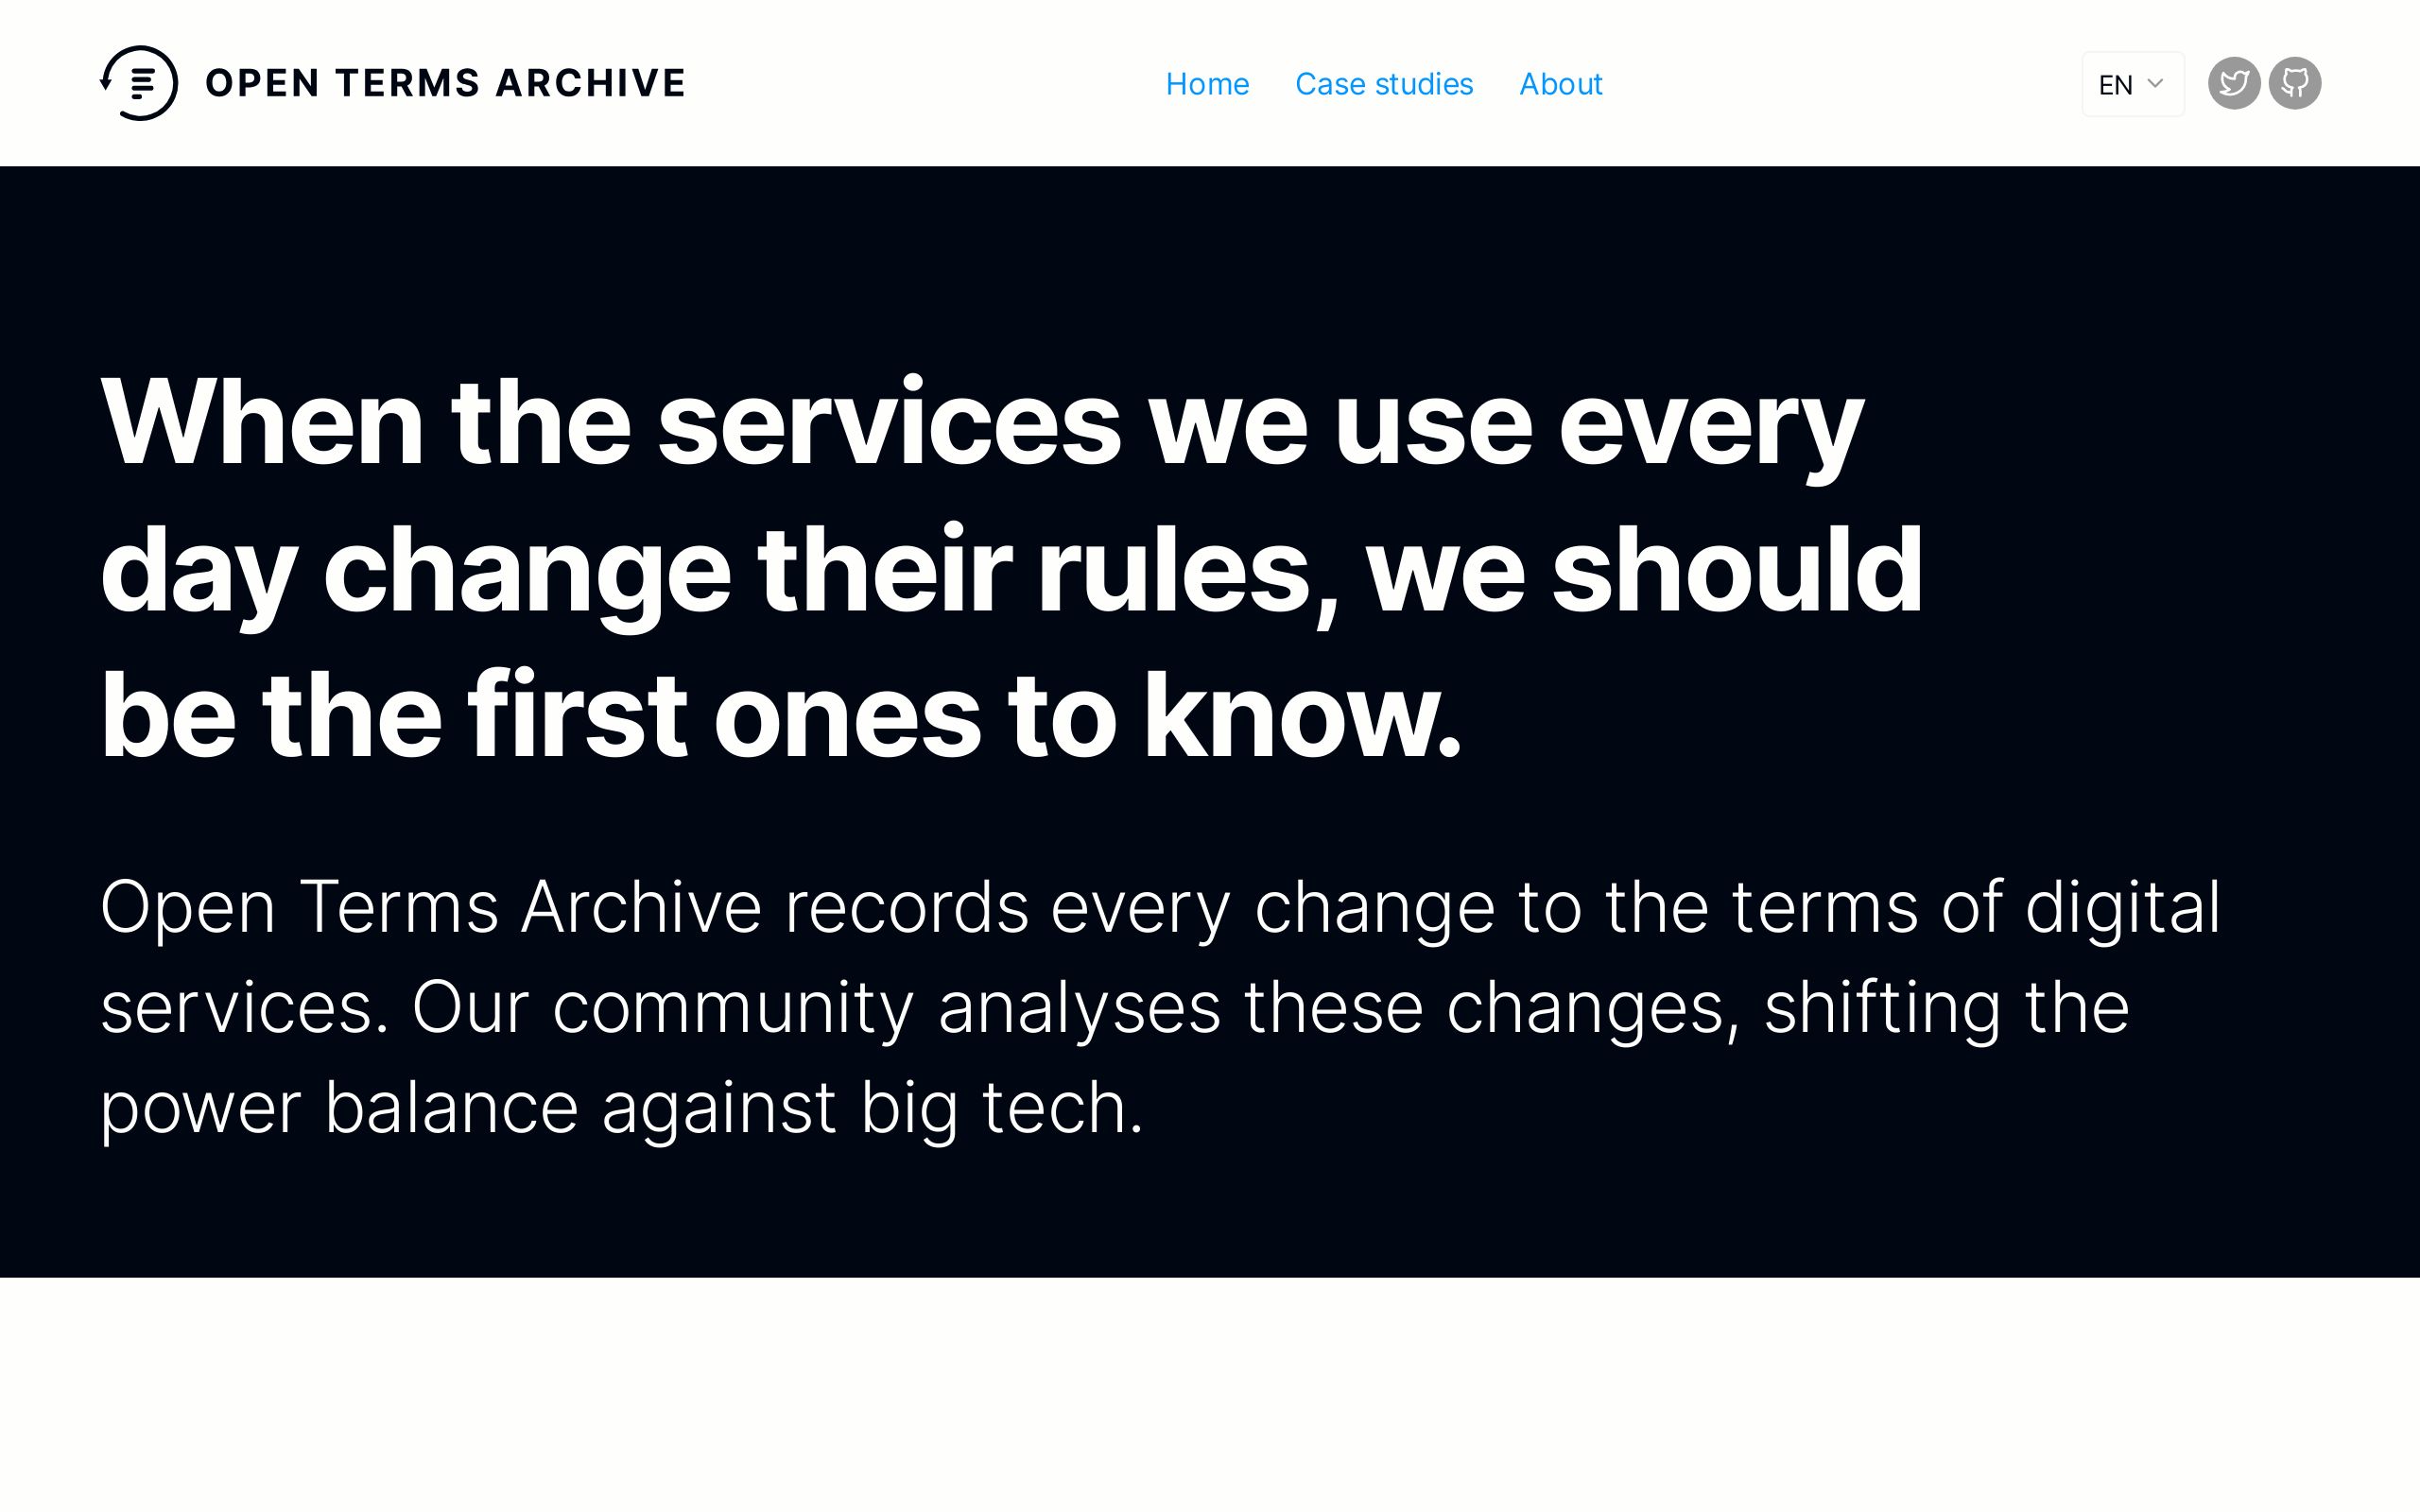 OPEN TERMS ARCHIVE
Home Case studies About
EN
When the services we use every
day change their rules, we should
be the first ones to know.
Open Terms Archive records every change to the terms of digital
services. Our community analyses these changes, shifting the
power balance against big tech.